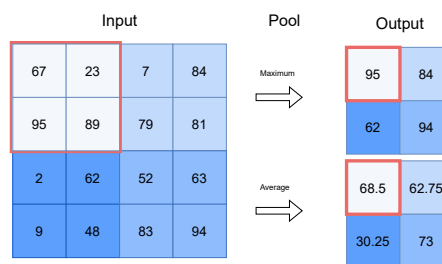 Input Pool Output
67 23 7 84
95 89 79 81
2 62 52 63
9 48 83 94
Maximum
95 84
62 94
Average
68.5 62.75
30.25 73